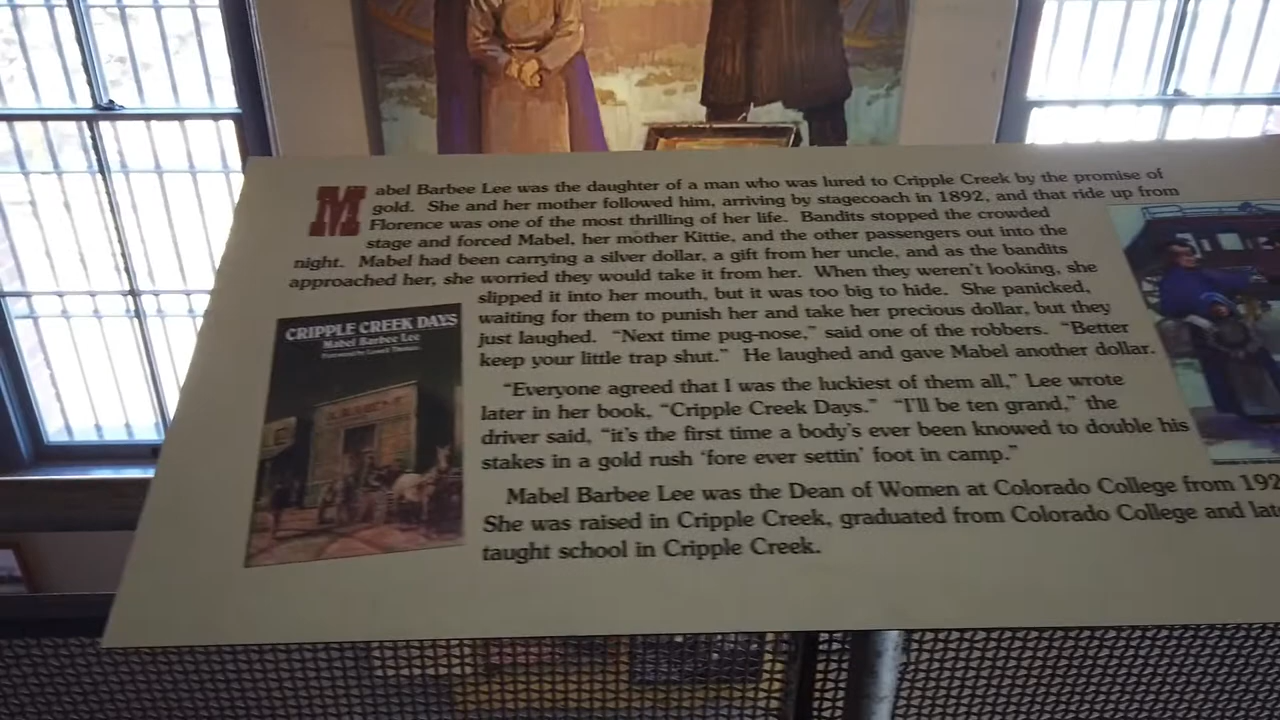 Mabel Barbee Lee was the daughter of a man who was lured to Cripple Creek by the promise of
gold. She and her mother followed him, arriving by stagecoach in 1892, and that ride up from
Florence was one of the most thrilling of her life. Bandits stopped the crowded
stage and forced Mabel, her mother Kittie, and the other passengers out into the
night. Mabel had been carrying a silver dollar, a gift from her uncle, and as the bandits
approached her, she worried they would take it from her. When they weren't looking, she
slipped it into her mouth, but it was too big to hide. She panicked,
waiting for them to punish her and take her precious dollar, but they
just laughed. “Next time pug-nose,” said one of the robbers. “Better
keep your little trap shut.” He laughed and gave Mabel another dollar.
“Everyone agreed that I was the luckiest of them all,” Lee wrote
later in her book, “Cripple Creek Days.” “I'll be ten grand,” the
driver said, “it's the first time a body's ever been knowed to double his
stakes in a gold rush ‘fore ever settin’ foot in camp.”
Mabel Barbee Lee was the Dean of Women at Colorado College from 192
She was raised in Cripple Creek, graduated from Colorado College and lat
taught school in Cripple Creek.
CRIPPLE CREEK DAYS
Mabel Barbee Lee
Foreword by Lowell Thomas